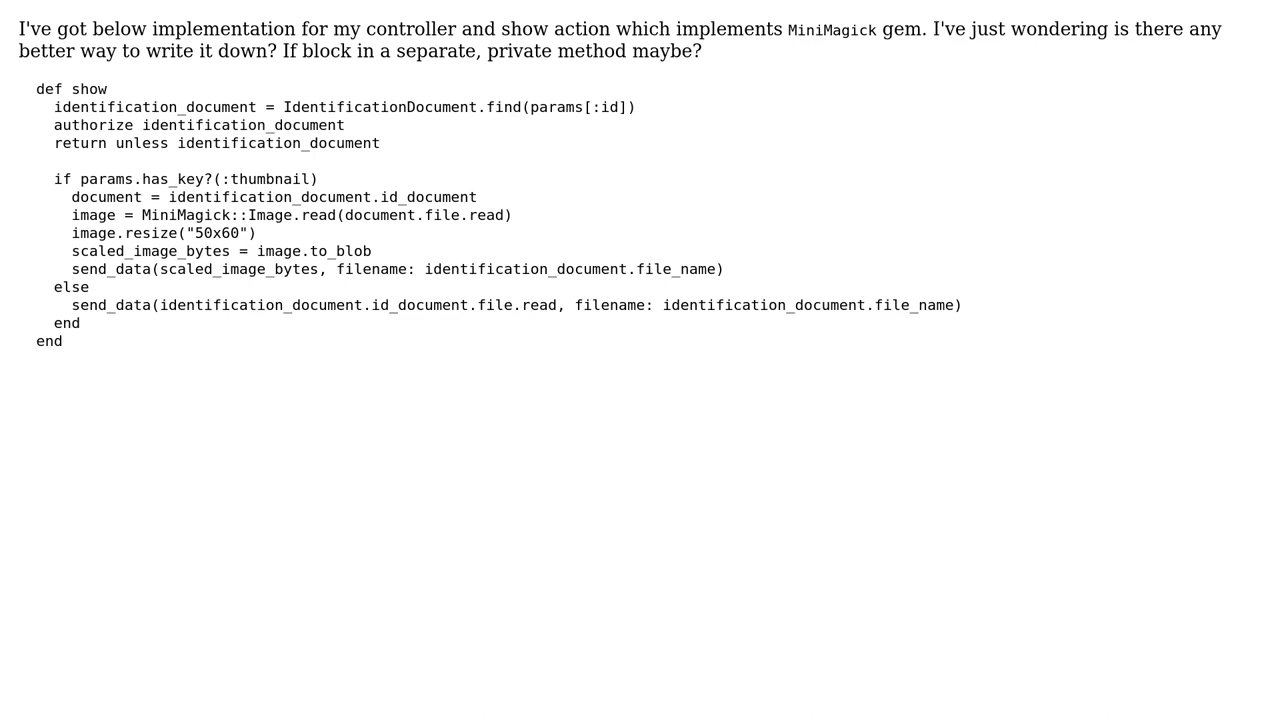 I've got below implementation for my controller and show action which implements MiniMagick gem. I've just wondering is there any
better way to write it down? If block in a separate, private method maybe?
def show
  identification_document = IdentificationDocument.find(params[:id])
  authorize identification_document
  return unless identification_document

  if params.has_key?(:thumbnail)
    document = identification_document.id_document
    image = MiniMagick::Image.read(document.file.read)
    image.resize("50x60")
    scaled_image_bytes = image.to_blob
    send_data(scaled_image_bytes, filename: identification_document.file_name)
  else
    send_data(identification_document.id_document.file.read, filename: identification_document.file_name)
  end
end